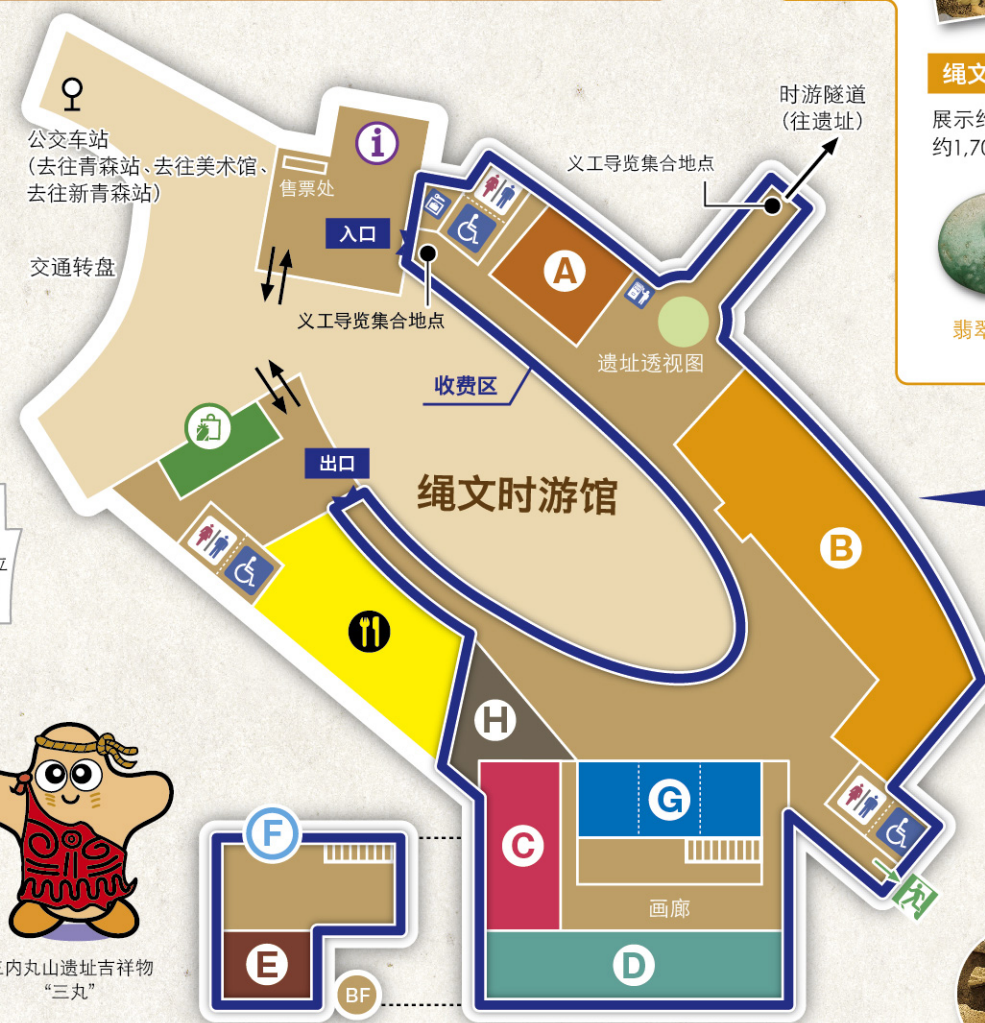 公交车站
(去往青森站、去往美术馆、
去往新青森站)
交通转盘
售票处
入口
义工导览集合地点
义工导览集合地点
时游隧道
(往遗址)
A
遗址透视图
收费区
出口
绳文时游馆
B
H
C
G
画廊
D
F
E
BF
内丸山遗址吉祥物
“三丸”
绳文
展示
约1,70
翡翠